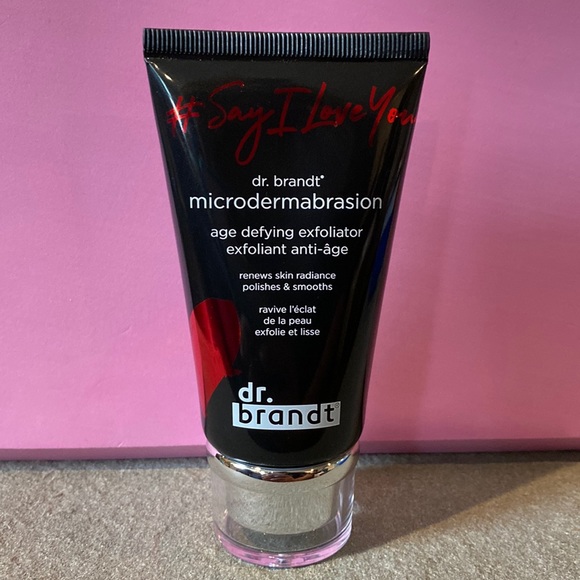 #SayILoveYou
dr. brandt®
microdermabrasion
age defying exfoliator
exfoliant anti-âge
renews skin radiance
polishes & smooths
ravive l'éclat
de la peau
exfolie et lisse
dr.
brandt